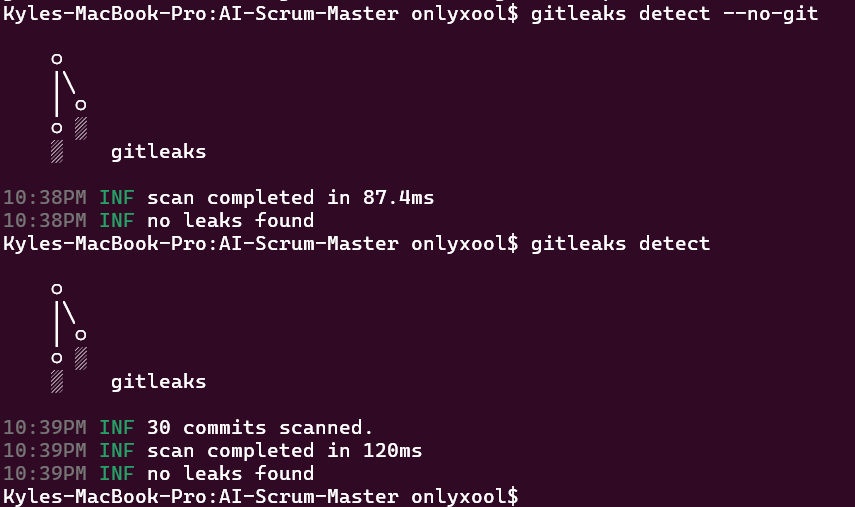 Kyles-MacBook-Pro:AI-Scrum-Master onlyxool$ gitleaks detect --no-git
    ○
    │╲
    │ ○
    ○ ░
    ░    gitleaks
10:38PM INF scan completed in 87.4ms
10:38PM INF no leaks found
Kyles-MacBook-Pro:AI-Scrum-Master onlyxool$ gitleaks detect
    ○
    │╲
    │ ○
    ○ ░
    ░    gitleaks
10:39PM INF 30 commits scanned.
10:39PM INF scan completed in 120ms
10:39PM INF no leaks found
Kyles-MacBook-Pro:AI-Scrum-Master onlyxool$